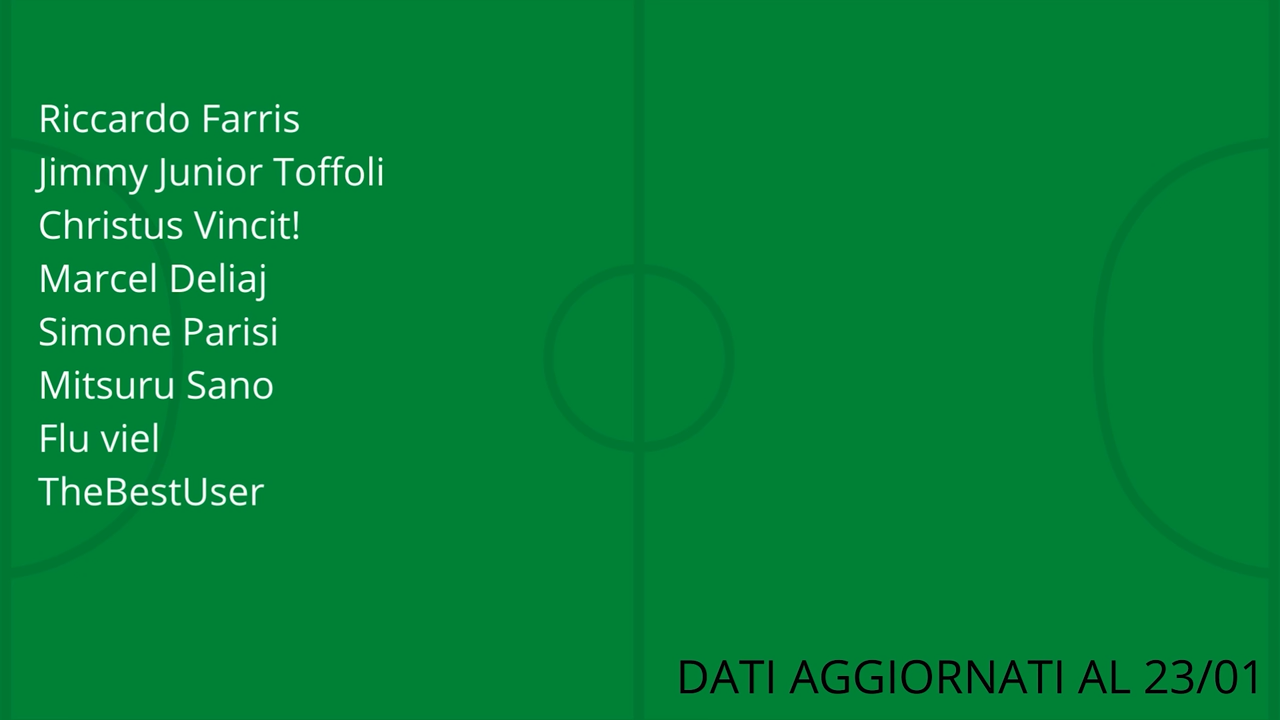 Riccardo Farris
Jimmy Junior Toffoli
Christus Vincit!
Marcel Deliaj
Simone Parisi
Mitsuru Sano
Flu viel
TheBestUser
DATI AGGIORNATI AL 23/01